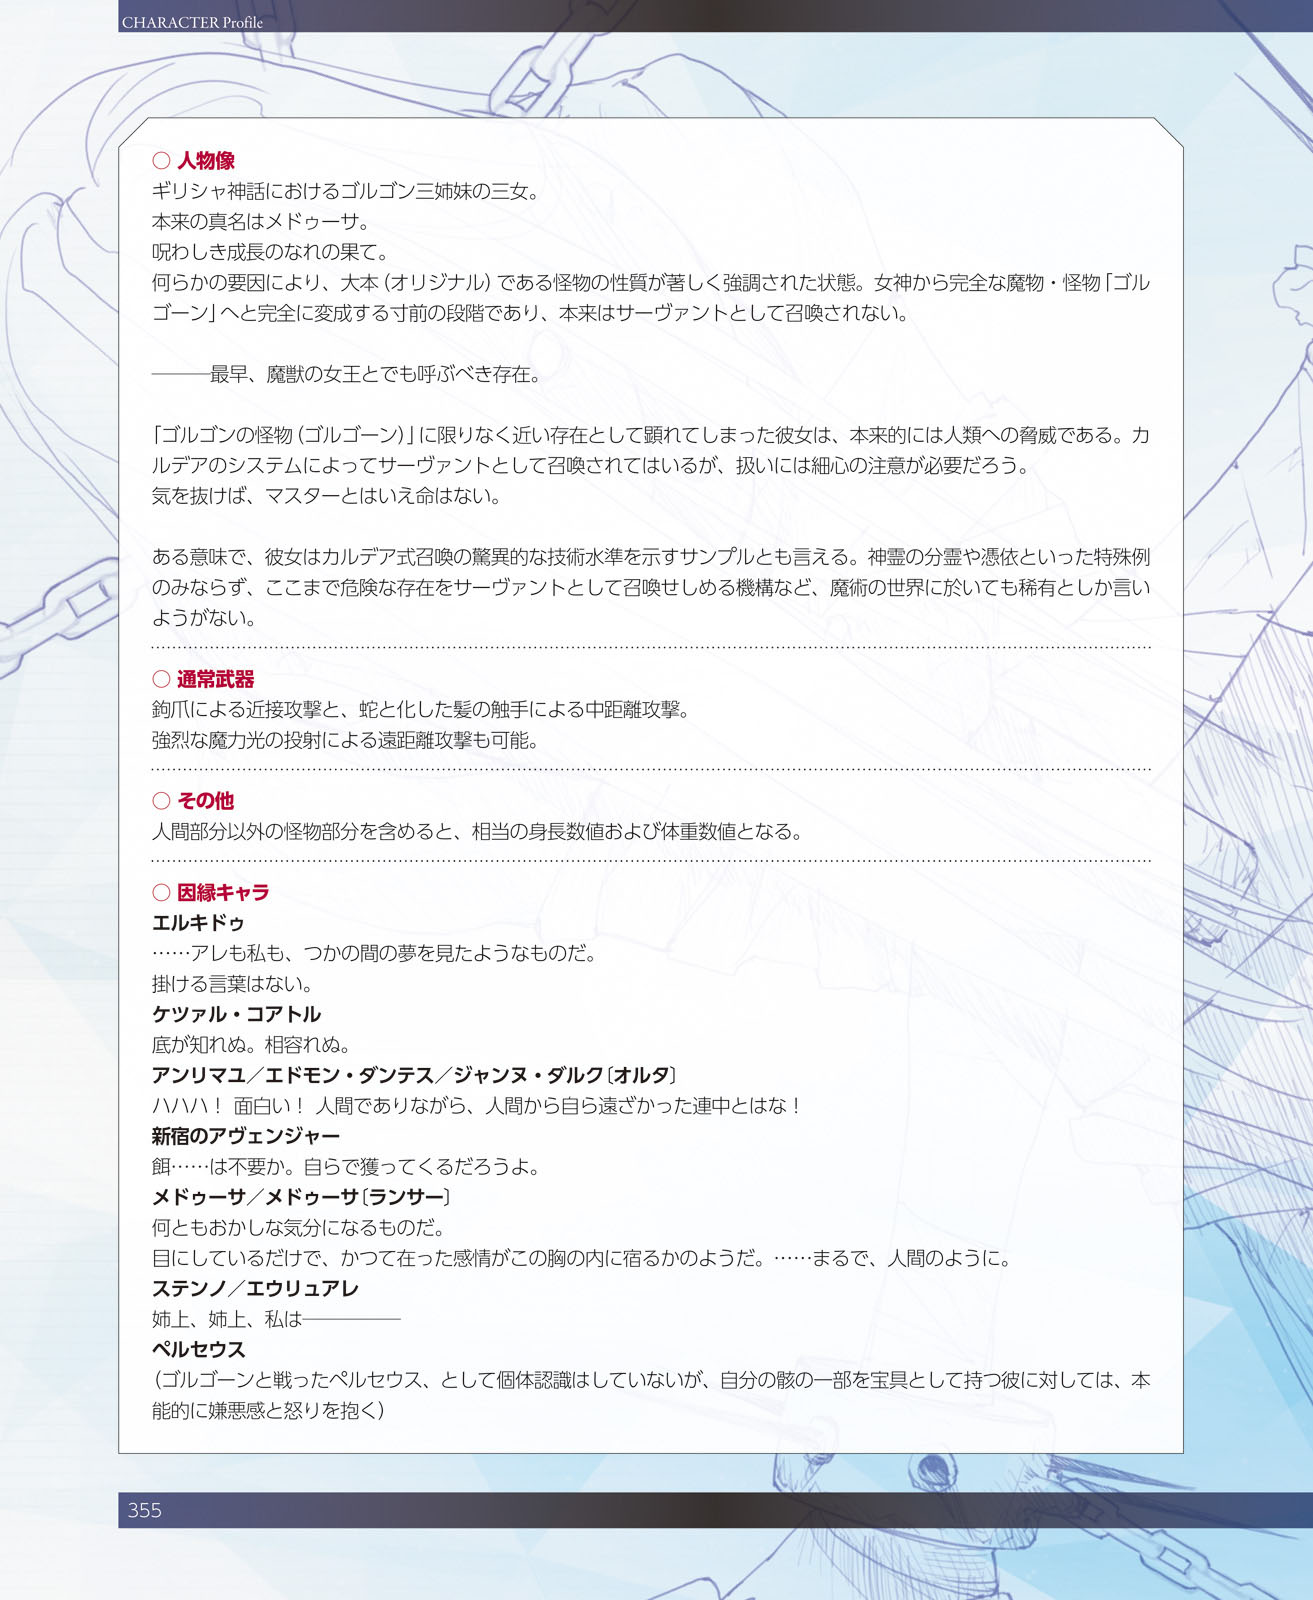 CHARACTER Profile
○ 人物像
ギリシャ神話におけるゴルゴン三姉妹の三女。
本来の真名はメドゥーサ。
呪わしき成長のなれの果て。
何らかの要因により、大本（オリジナル）である怪物の性質が著しく強調された状態。女神から完全な魔物・怪物「ゴル
ゴーン」へと完全に変成する寸前の段階であり、本来はサーヴァントとして召喚されない。
———最早、魔獣の女王とでも呼ぶべき存在。
「ゴルゴンの怪物（ゴルゴーン）」に限りなく近い存在として顕れてしまった彼女は、本来的には人類への脅威である。カ
ルデアのシステムによってサーヴァントとして召喚されてはいるが、扱いには細心の注意が必要だろう。
気を抜けば、マスターとはいえ命はない。
ある意味で、彼女はカルデア式召喚の驚異的な技術水準を示すサンプルとも言える。神霊の分霊や憑依といった特殊例
のみならず、ここまで危険な存在をサーヴァントとして召喚せしめる機構など、魔術の世界に於いても稀有としか言い
ようがない。
○ 通常武器
鉤爪による近接攻撃と、蛇と化した髪の触手による中距離攻撃。
強烈な魔力光の投射による遠距離攻撃も可能。
○ その他
人間部分以外の怪物部分を含めると、相当の身長数値および体重数値となる。
○ 因縁キャラ
エルキドゥ
……アレも私も、つかの間の夢を見たようなものだ。
掛ける言葉はない。
ケツァル・コアトル
底が知れぬ。相容れぬ。
アンリマユ／エドモン・ダンテス／ジャンヌ・ダルク〔オルタ〕
ハハハ！ 面白い！ 人間でありながら、人間から自ら遠ざかった連中とはな！
新宿のアヴェンジャー
餌……は不要か。自らで獲ってくるだろうよ。
メドゥーサ／メドゥーサ〔ランサー〕
何ともおかしな気分になるものだ。
目にしているだけで、かつて在った感情がこの胸の内に宿るかのようだ。……まるで、人間のように。
ステンノ／エウリュアレ
姉上、姉上、私は—————
ペルセウス
（ゴルゴーンと戦ったペルセウス、として個体認識はしていないが、自分の骸の一部を宝具として持つ彼に対しては、本
能的に嫌悪感と怒りを抱く）
355